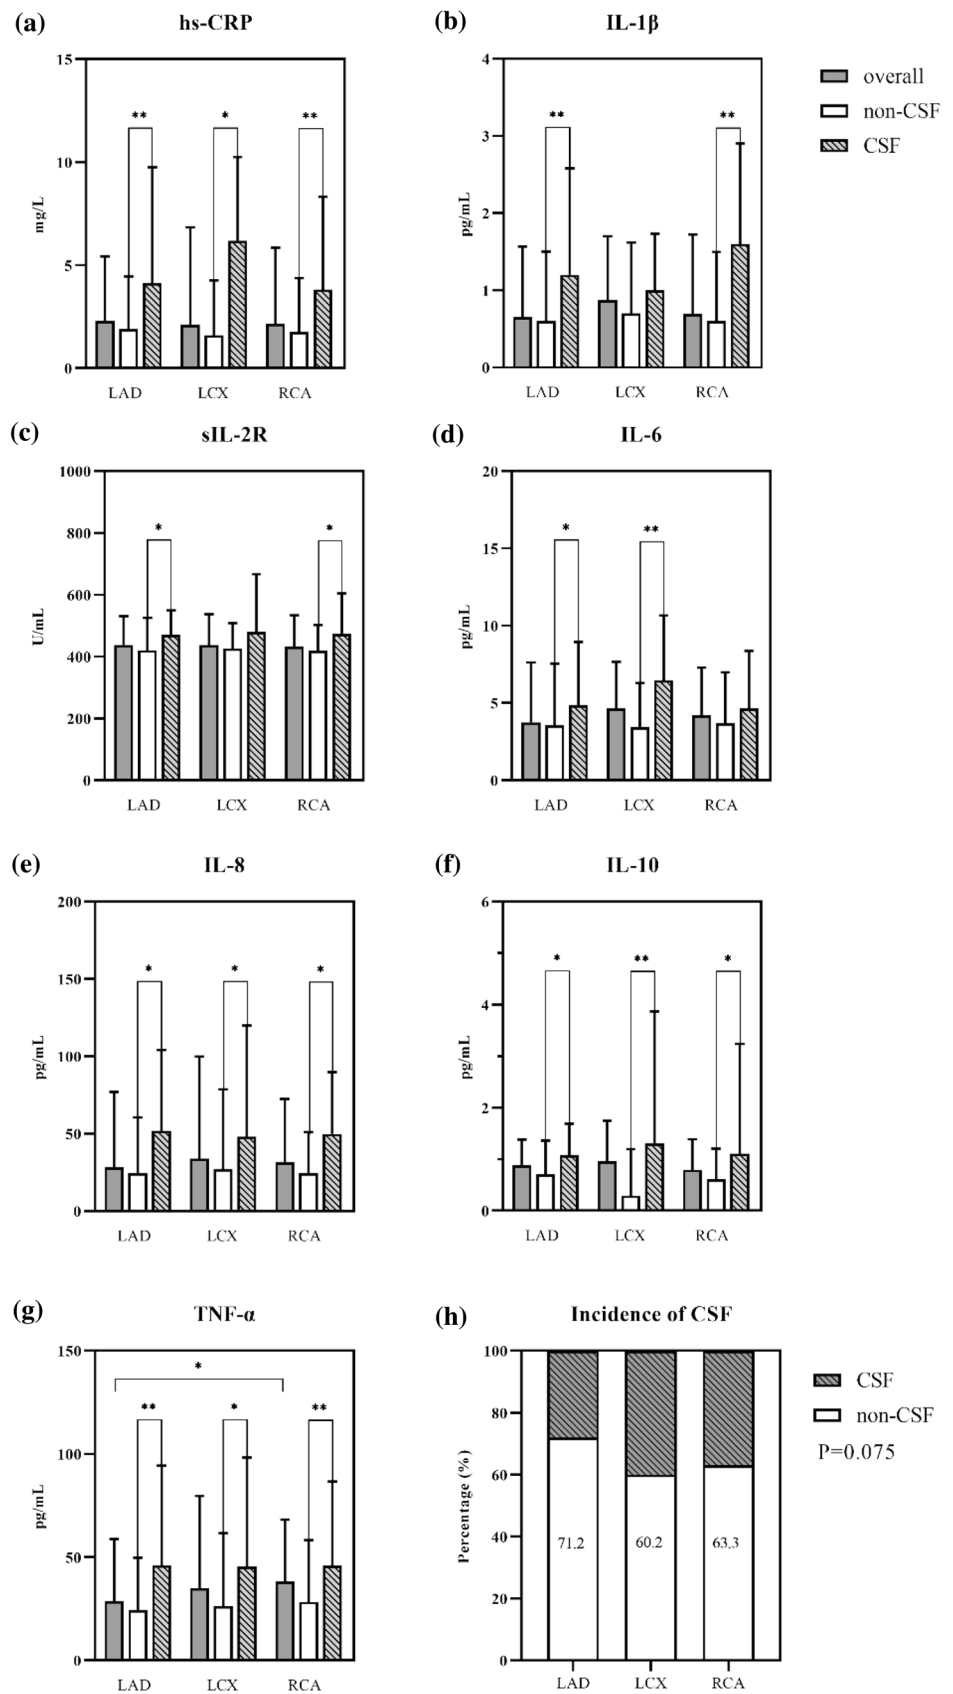 (a) hs-CRP
15
10
5
0
mg/L
** * **
LAD LCX RCA
(b) IL-1β
4
3
2
1
0
pg/mL
** **
LAD LCX RCA
overall
non-CSF
CSF
(c) sIL-2R
1000
800
600
400
200
0
U/mL
* *
LAD LCX RCA
(d) IL-6
20
15
10
5
0
pg/mL
* **
LAD LCX RCA
(e) IL-8
200
150
100
50
0
pg/mL
* * *
LAD LCX RCA
(f) IL-10
6
4
2
0
pg/mL
* ** *
LAD LCX RCA
(g) TNF-α
150
100
50
0
pg/mL
*
** * **
LAD LCX RCA
(h) Incidence of CSF
100
80
60
40
20
0
Percentage (%)
71.2 60.2 63.3
LAD LCX RCA
CSF
non-CSF
P=0.075